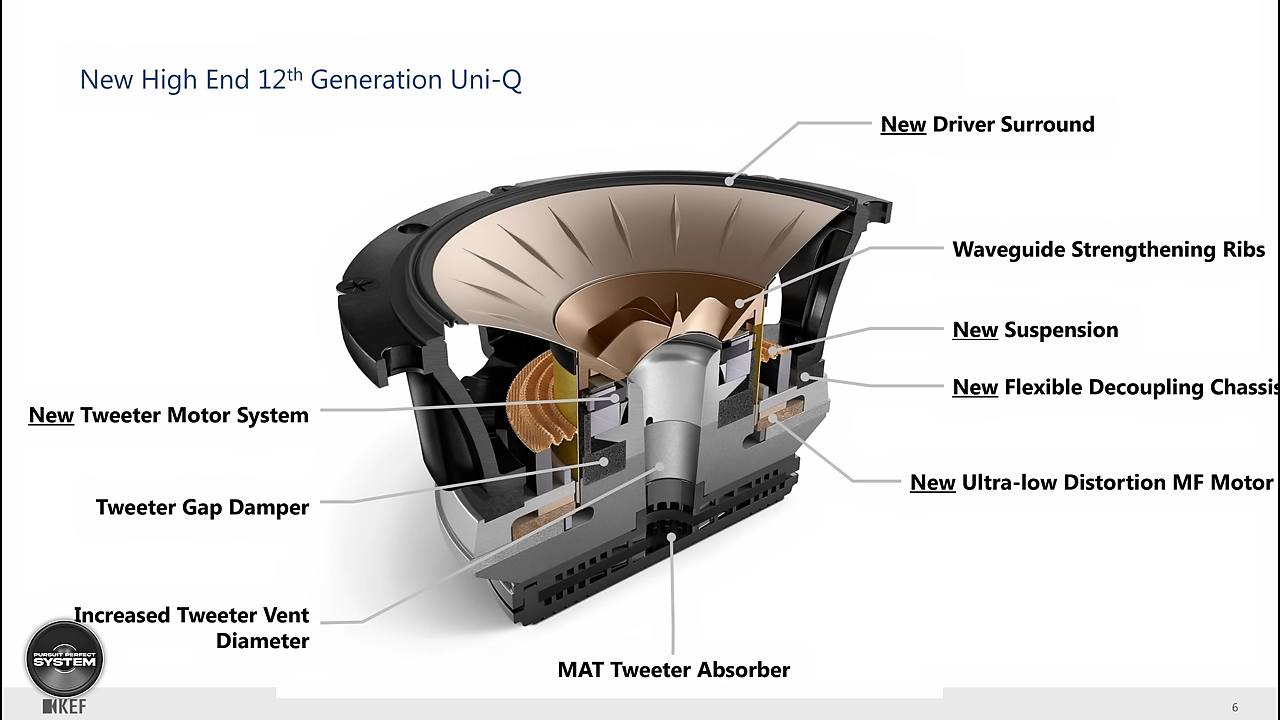 New High End 12th Generation Uni-Q
New Driver Surround
Waveguide Strengthening Ribs
New Suspension
New Flexible Decoupling Chassis
New Tweeter Motor System
New Ultra-low Distortion MF Motor
Tweeter Gap Damper
Increased Tweeter Vent
Diameter
MAT Tweeter Absorber
PURSUIT PERFECT
SYSTEM
KEF
6